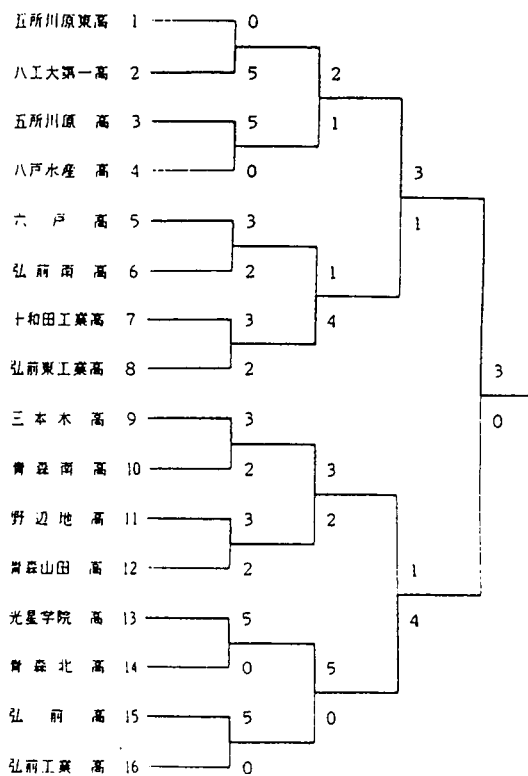 五所川原東高 1 0
八工大第一高 2 5 2
五所川原 高 3 5 1
八戸水産 高 4 0 3
六戸 高 5 3 1
弘前南高 6 2 1
十和田工業高 7 3 4
弘前東工業高 8 2 3
三本木 高 9 3 0
青森南高 10 2 3
野辺地 高 11 3 2
青森山田 高 12 2 1
光星学院 高 13 5 4
青森北 高 14 0 5
弘前 高 15 5 0
弘前工業 高 16 0